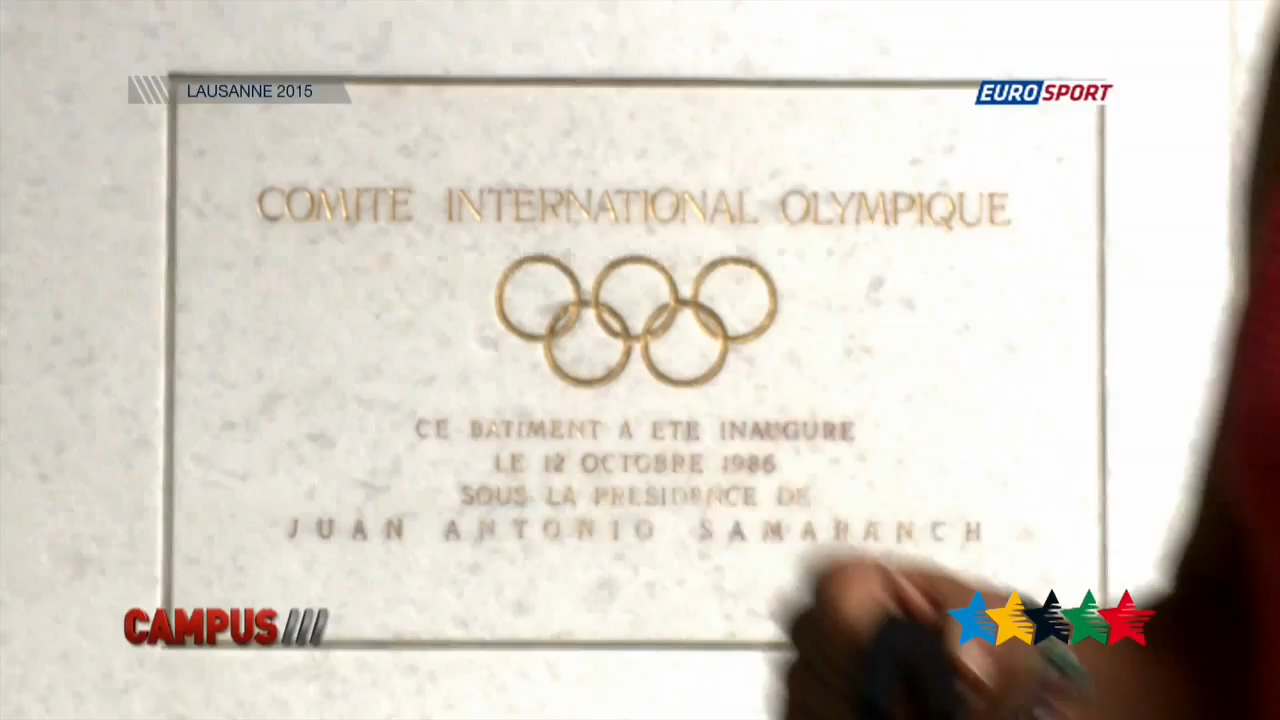 LAUSANNE 2015
EUROSPORT
COMITE INTERNATIONAL OLYMPIQUE
CE BATIMENT A ETE INAUGURE
LE 12 OCTOBRE 1986
SOUS LA PRESIDENCE DE
JUAN ANTONIO SAMARANCH
CAMPUS